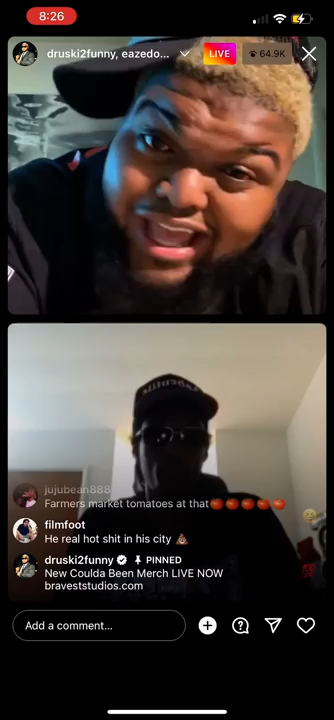 8:26
druski2funny, eazedo...
LIVE
64.9K
jujubean888
Farmers market tomatoes at that🍅🍅🍅🍅🍅
filmfoot
He real hot shit in his city 💩
druski2funny PINNED
New Coulda Been Merch LIVE NOW
braveststudios.com
Add a comment...